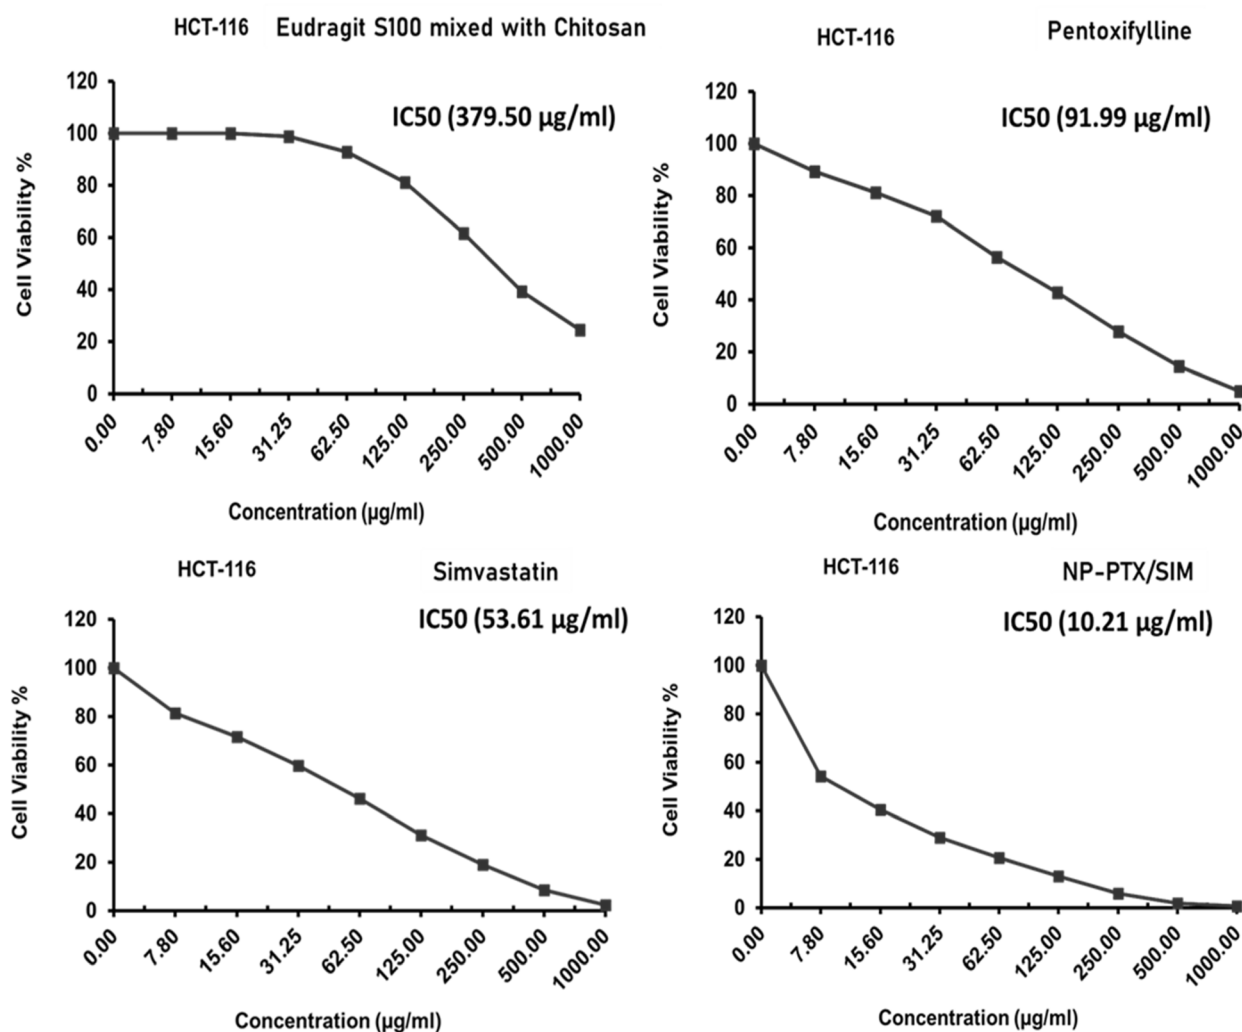 HCT-116 Eudragit S100 mixed with Chitosan
IC50 (379.50 µg/ml)
Cell Viability %
120
100
80
60
40
20
0
0.00 7.80 15.60 31.25 62.50 125.00 250.00 500.00 1000.00
Concentration (µg/ml)
HCT-116 Pentoxifylline
IC50 (91.99 µg/ml)
Cell Viability %
120
100
80
60
40
20
0
0.00 7.80 15.60 31.25 62.50 125.00 250.00 500.00 1000.00
Concentration (µg/ml)
HCT-116 Simvastatin
IC50 (53.61 µg/ml)
Cell Viability %
120
100
80
60
40
20
0
0.00 7.80 15.60 31.25 62.50 125.00 250.00 500.00 1000.00
Concentration (µg/ml)
HCT-116 NP-PTX/SIM
IC50 (10.21 µg/ml)
Cell Viability %
120
100
80
60
40
20
0
0.00 7.80 15.60 31.25 62.50 125.00 250.00 500.00 1000.00
Concentration (µg/ml)